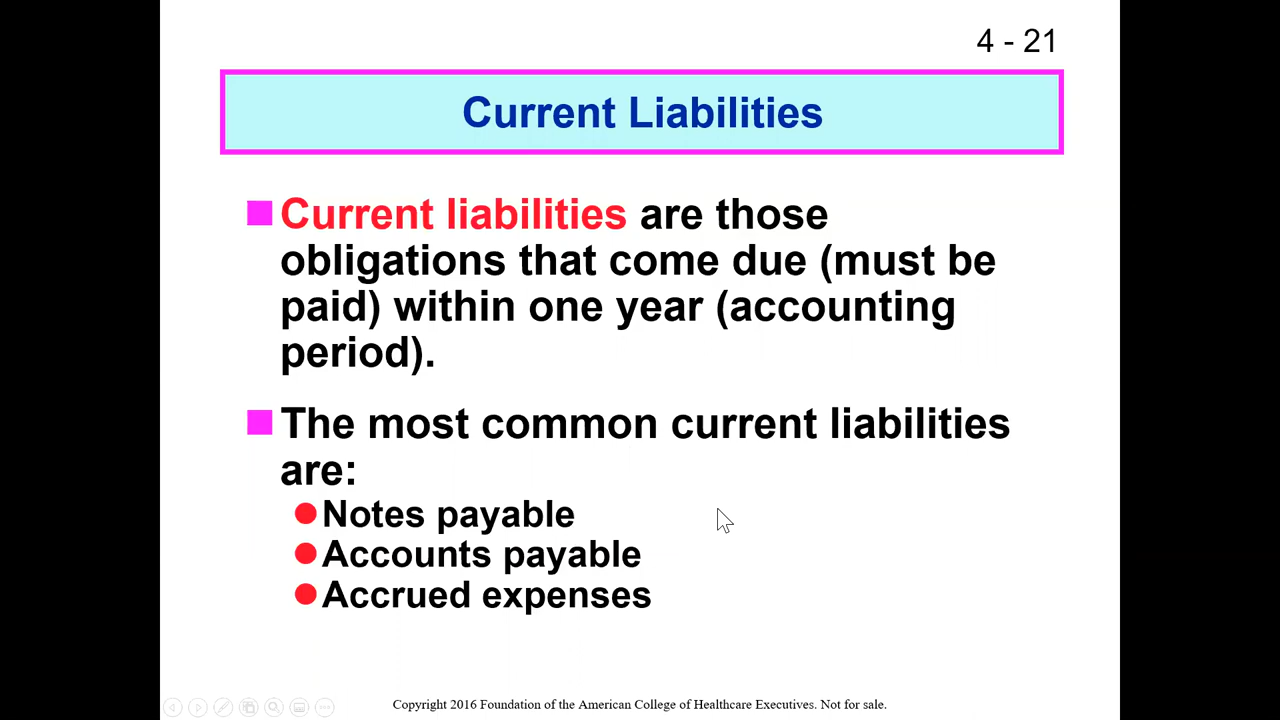 4 - 21
Current Liabilities
Current liabilities are those
obligations that come due (must be
paid) within one year (accounting
period).
The most common current liabilities
are:
Notes payable
Accounts payable
Accrued expenses
Copyright 2016 Foundation of the American College of Healthcare Executives. Not for sale.